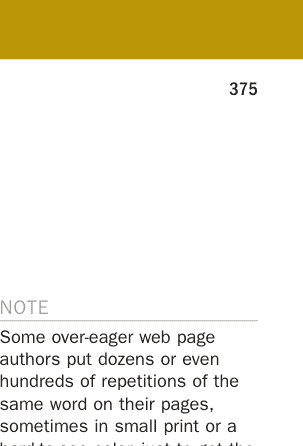 375
NOTE
Some over-eager web page
authors put dozens or even
hundreds of repetitions of the
same word on their pages,
sometimes in small print or a